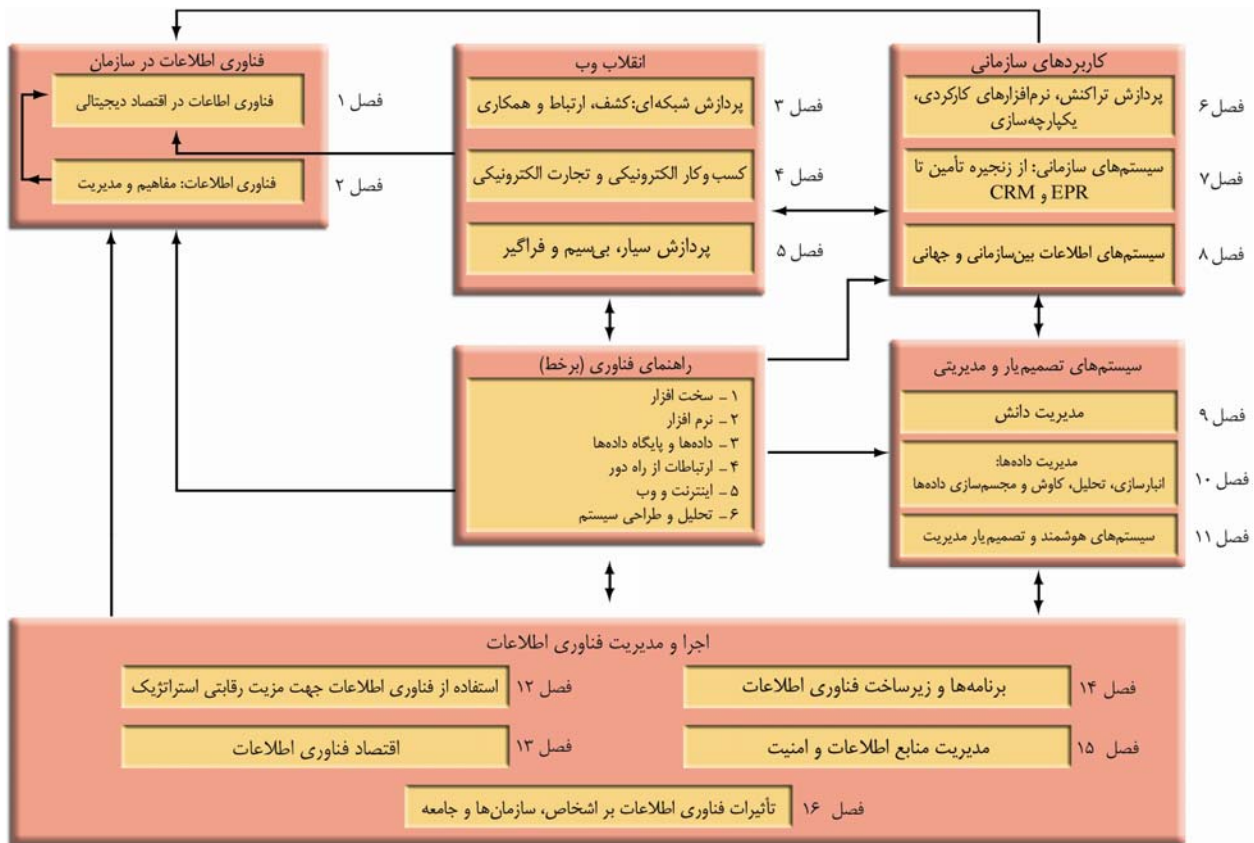 فناوری اطلاعات در سازمان
فناوری اطاعات در اقتصاد دیجیتالی
فصل ۱
فناوری اطلاعات: مفاهیم و مدیریت
فصل ۲
انقلاب وب
پردازش شبکه‌ای:کشف، ارتباط و همکاری
فصل ۳
کسب‌وکار الکترونیکی و تجارت الکترونیکی
فصل ۴
پردازش سیار، بی‌سیم و فراگیر
فصل ۵
کاربردهای سازمانی
پردازش تراکنش، نرم‌افزارهای کارکردی،
یکپارچه‌سازی
فصل ۶
سیستم‌های سازمانی: از زنجیره تأمین تا
EPR و CRM
فصل ۷
سیستم‌های اطلاعات بین‌سازمانی و جهانی
فصل ۸
راهنمای فناوری (برخط)
۱ – سخت افزار
۲ – نرم افزار
۳ – داده‌ها و پایگاه داده‌ها
۴ – ارتباطات از راه دور
۵ – اینترنت و وب
۶ – تحلیل و طراحی سیستم
سیستم‌های تصمیم‌یار و مدیریتی
مدیریت دانش
فصل ۹
مدیریت داده‌ها:
انبارسازی، تحلیل، کاوش و مجسم‌سازی داده‌ها
فصل ۱۰
سیستم‌های هوشمند و تصمیم‌یار مدیریت
فصل ۱۱
اجرا و مدیریت فناوری اطلاعات
استفاده از فناوری اطلاعات جهت مزیت رقابتی استراتژیک
فصل ۱۲
اقتصاد فناوری اطلاعات
فصل ۱۳
برنامه‌ها و زیرساخت فناوری اطلاعات
فصل ۱۴
مدیریت منابع اطلاعات و امنیت
فصل ۱۵
تأثیرات فناوری اطلاعات بر اشخاص، سازمان‌ها و جامعه
فصل ۱۶